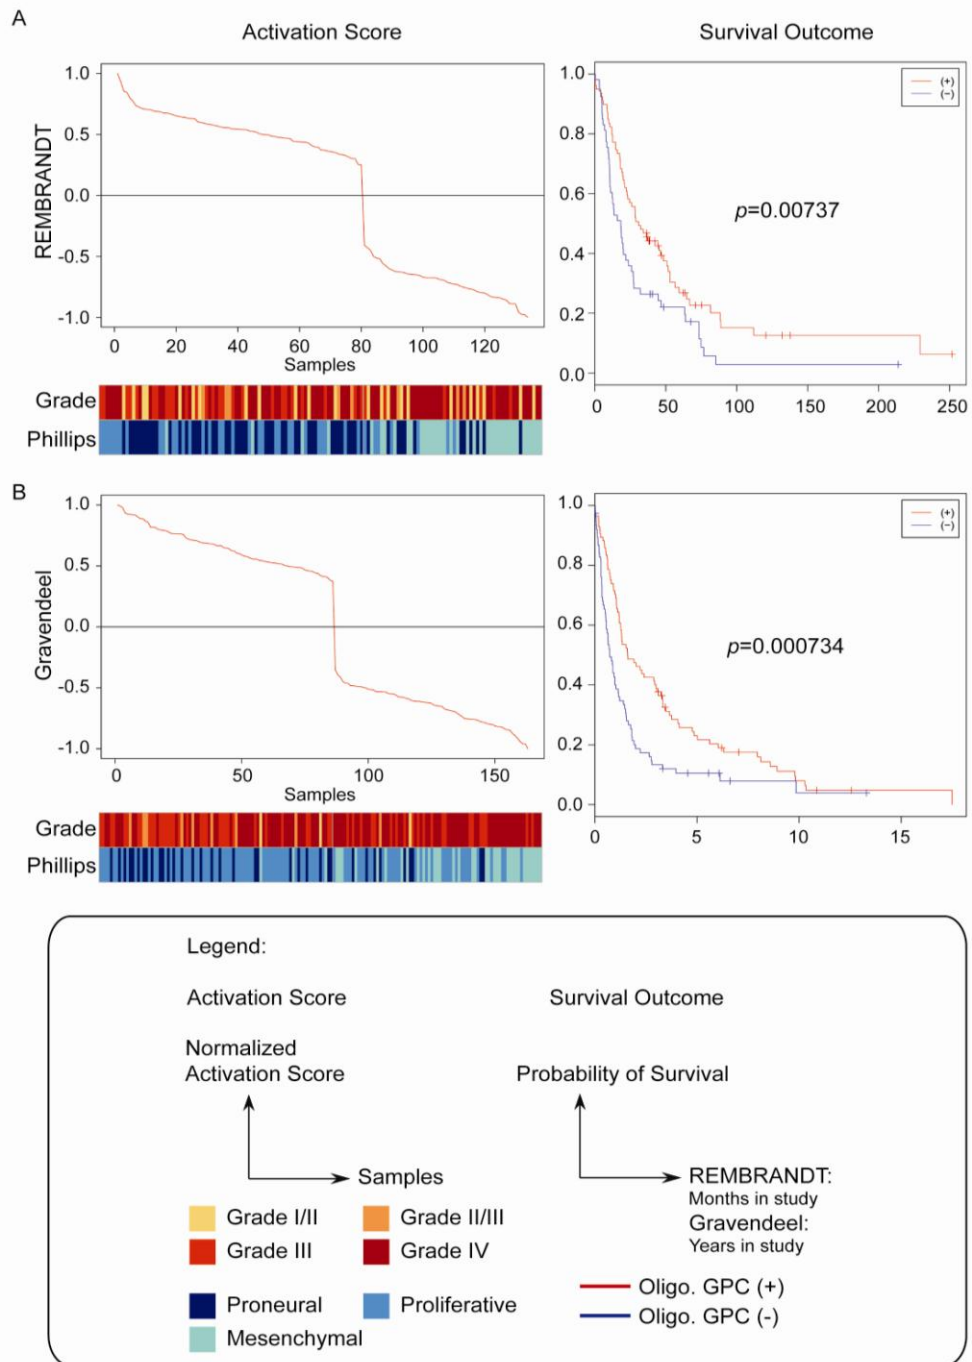 A
Activation Score
Survival Outcome
REMBRANDT
1.0
0.5
0.0
-0.5
-1.0
0 20 40 60 80 100 120
Samples
Grade
Phillips
1.0
0.8
0.6
0.4
0.2
0.0
0 50 100 150 200 250
(+)
(−)
p=0.00737
B
Gravendeel
1.0
0.5
0.0
-0.5
-1.0
0 50 100 150
Samples
Grade
Phillips
1.0
0.8
0.6
0.4
0.2
0.0
0 5 10 15
(+)
(−)
p=0.000734
Legend:
Activation Score
Normalized
Activation Score
Samples
Grade I/II
Grade II/III
Grade III
Grade IV
Proneural
Proliferative
Mesenchymal
Survival Outcome
Probability of Survival
REMBRANDT:
Months in study
Gravendeel:
Years in study
Oligo. GPC (+)
Oligo. GPC (-)